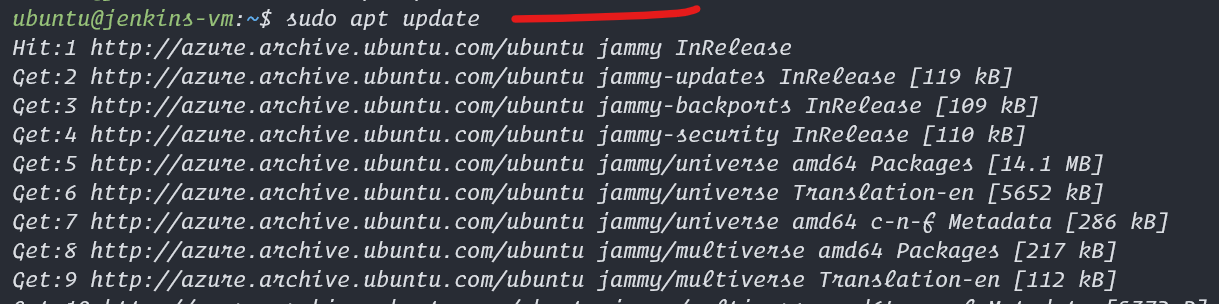 ubuntu@jenkins-vm:~$ sudo apt update
Hit:1 http://azure.archive.ubuntu.com/ubuntu jammy InRelease
Get:2 http://azure.archive.ubuntu.com/ubuntu jammy-updates InRelease [119 kB]
Get:3 http://azure.archive.ubuntu.com/ubuntu jammy-backports InRelease [109 kB]
Get:4 http://azure.archive.ubuntu.com/ubuntu jammy-security InRelease [110 kB]
Get:5 http://azure.archive.ubuntu.com/ubuntu jammy/universe amd64 Packages [14.1 MB]
Get:6 http://azure.archive.ubuntu.com/ubuntu jammy/universe Translation-en [5652 kB]
Get:7 http://azure.archive.ubuntu.com/ubuntu jammy/universe amd64 c-n-f Metadata [286 kB]
Get:8 http://azure.archive.ubuntu.com/ubuntu jammy/multiverse amd64 Packages [217 kB]
Get:9 http://azure.archive.ubuntu.com/ubuntu jammy/multiverse Translation-en [112 kB]